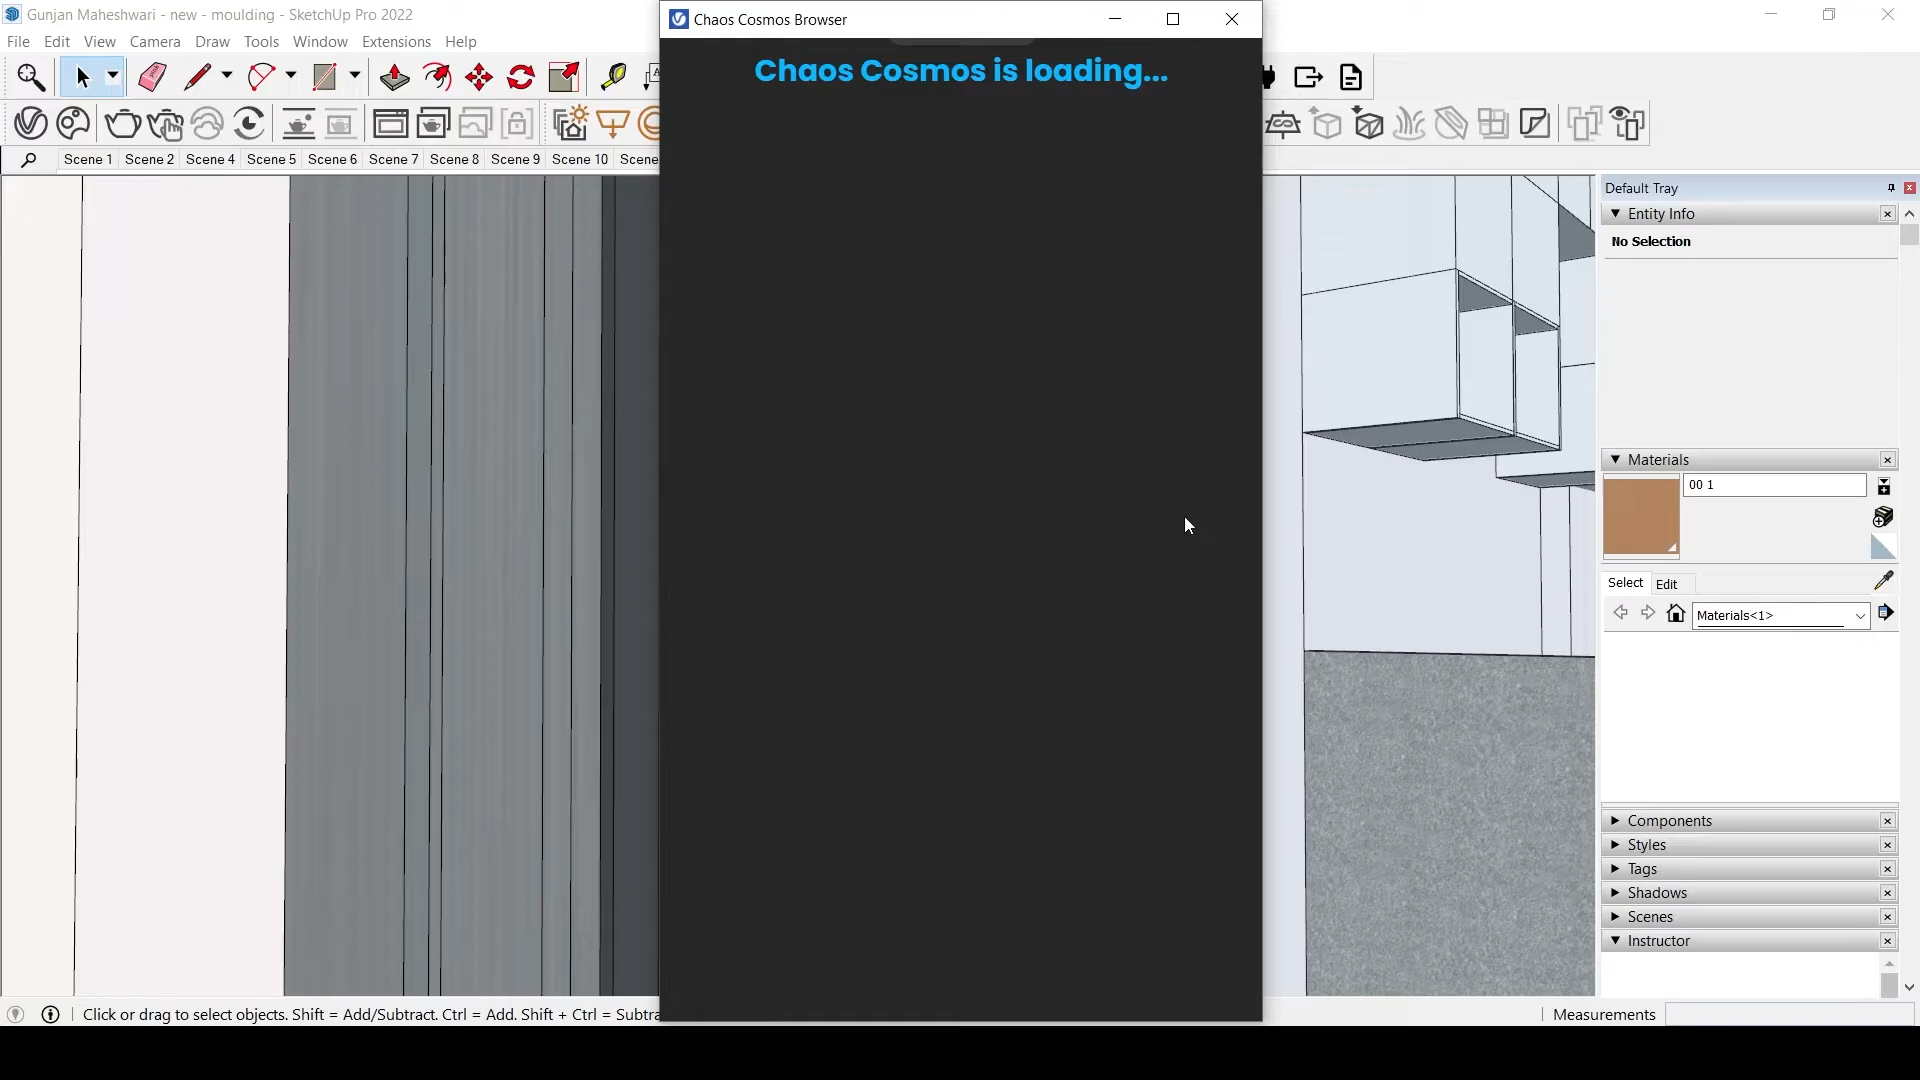 Gunjan Maheshwari - new - moulding - SketchUp Pro 2022
Chaos Cosmos Browser
File Edit View Camera Draw Tools Window Extensions Help
Chaos Cosmos is loading...
Scene 1 Scene 2 Scene 4 Scene 5 Scene 6 Scene 7 Scene 8 Scene 9 Scene 10 Scene
Default Tray
Entity Info
No Selection
Materials
00 1
Select Edit
Materials<1>
Components
Styles
Tags
Shadows
Scenes
Instructor
Click or drag to select objects. Shift = Add/Subtract. Ctrl = Add. Shift + Ctrl = Subtra
Measurements